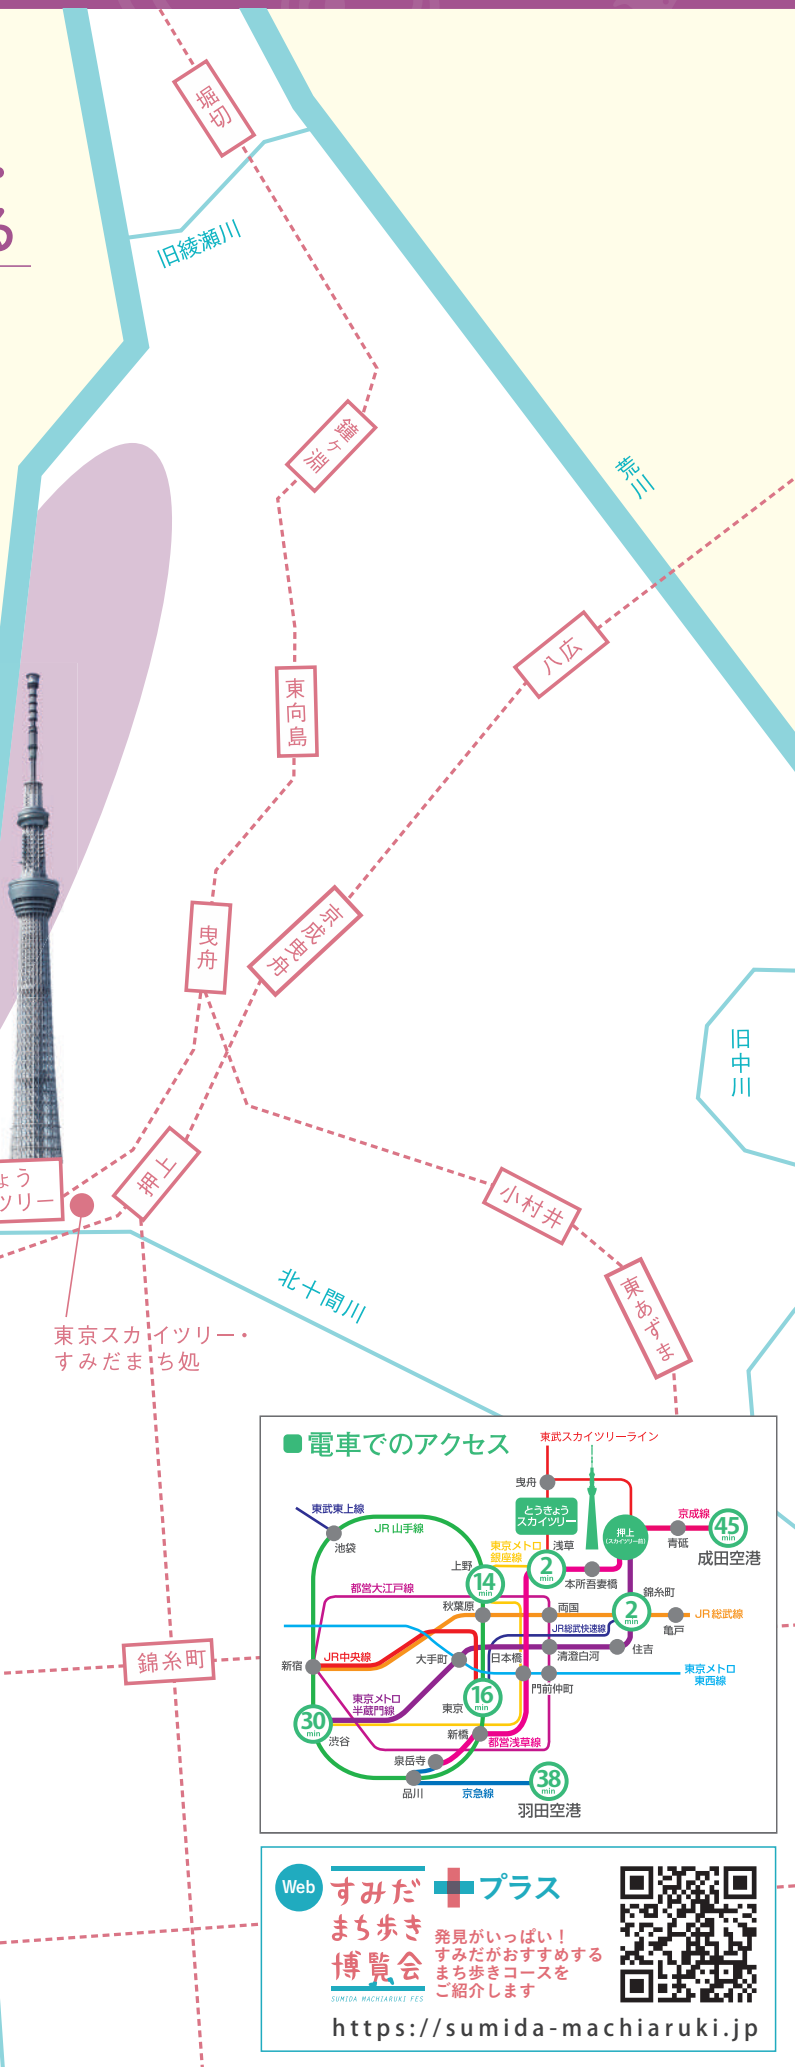 る
堀切
旧綾瀬川
鐘ヶ淵
荒川
八広
東向島
曳舟
京成曳舟
旧中川
押上
ょう
ツリー
小村井
北十間川
東あずま
東京スカイツリー・
すみだまち処
錦糸町
電車でのアクセス
東武スカイツリーライン
曳舟
とうきょう
スカイツリー
押上
(スカイツリー前)
京成線
45
min
青砥
成田空港
東武東上線
池袋
JR山手線
東京メトロ
銀座線
浅草
2
min
本所吾妻橋
上野
14
min
都営大江戸線
錦糸町
2
min
秋葉原
両国
JR総武線
亀戸
JR総武快速線
JR中央線
新宿
大手町
日本橋
清澄白河
住吉
東京メトロ
東西線
門前仲町
東京メトロ
半蔵門線
東京
16
min
30
min
渋谷
新橋
都営浅草線
泉岳寺
品川
京急線
38
min
羽田空港
Web
すみだ
まち歩き
博覧会
SUMIDA MACHIARUKI FES
プラス
発見がいっぱい！
すみだがおすすめする
まち歩きコースを
ご紹介します
https://sumida-machiaruki.jp